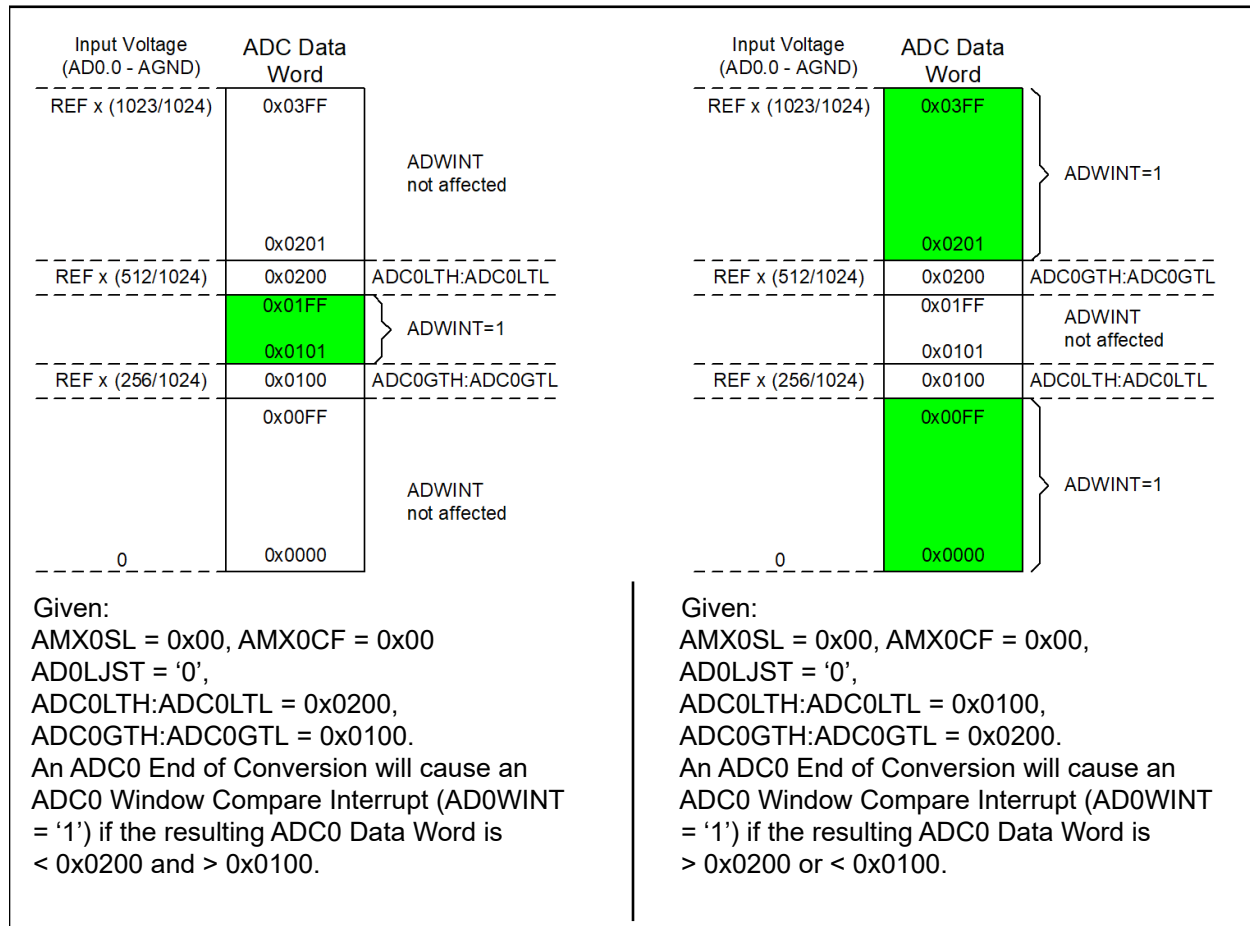 Input Voltage
(AD0.0 - AGND)
ADC Data
Word
REF x (1023/1024)
0x03FF
ADWINT
not affected
0x0201
REF x (512/1024)
0x0200
ADC0LTH:ADC0LTL
0x01FF
ADWINT=1
0x0101
REF x (256/1024)
0x0100
ADC0GTH:ADC0GTL
0x00FF
ADWINT
not affected
0
0x0000
Given:
AMX0SL = 0x00, AMX0CF = 0x00
AD0LJST = ‘0’,
ADC0LTH:ADC0LTL = 0x0200,
ADC0GTH:ADC0GTL = 0x0100.
An ADC0 End of Conversion will cause an
ADC0 Window Compare Interrupt (AD0WINT
= ‘1’) if the resulting ADC0 Data Word is
< 0x0200 and > 0x0100.
Input Voltage
(AD0.0 - AGND)
ADC Data
Word
REF x (1023/1024)
0x03FF
ADWINT=1
0x0201
REF x (512/1024)
0x0200
ADC0GTH:ADC0GTL
0x01FF
ADWINT
not affected
0x0101
REF x (256/1024)
0x0100
ADC0LTH:ADC0LTL
0x00FF
ADWINT=1
0
0x0000
Given:
AMX0SL = 0x00, AMX0CF = 0x00,
AD0LJST = ‘0’,
ADC0LTH:ADC0LTL = 0x0100,
ADC0GTH:ADC0GTL = 0x0200.
An ADC0 End of Conversion will cause an
ADC0 Window Compare Interrupt (AD0WINT
= ‘1’) if the resulting ADC0 Data Word is
> 0x0200 or < 0x0100.